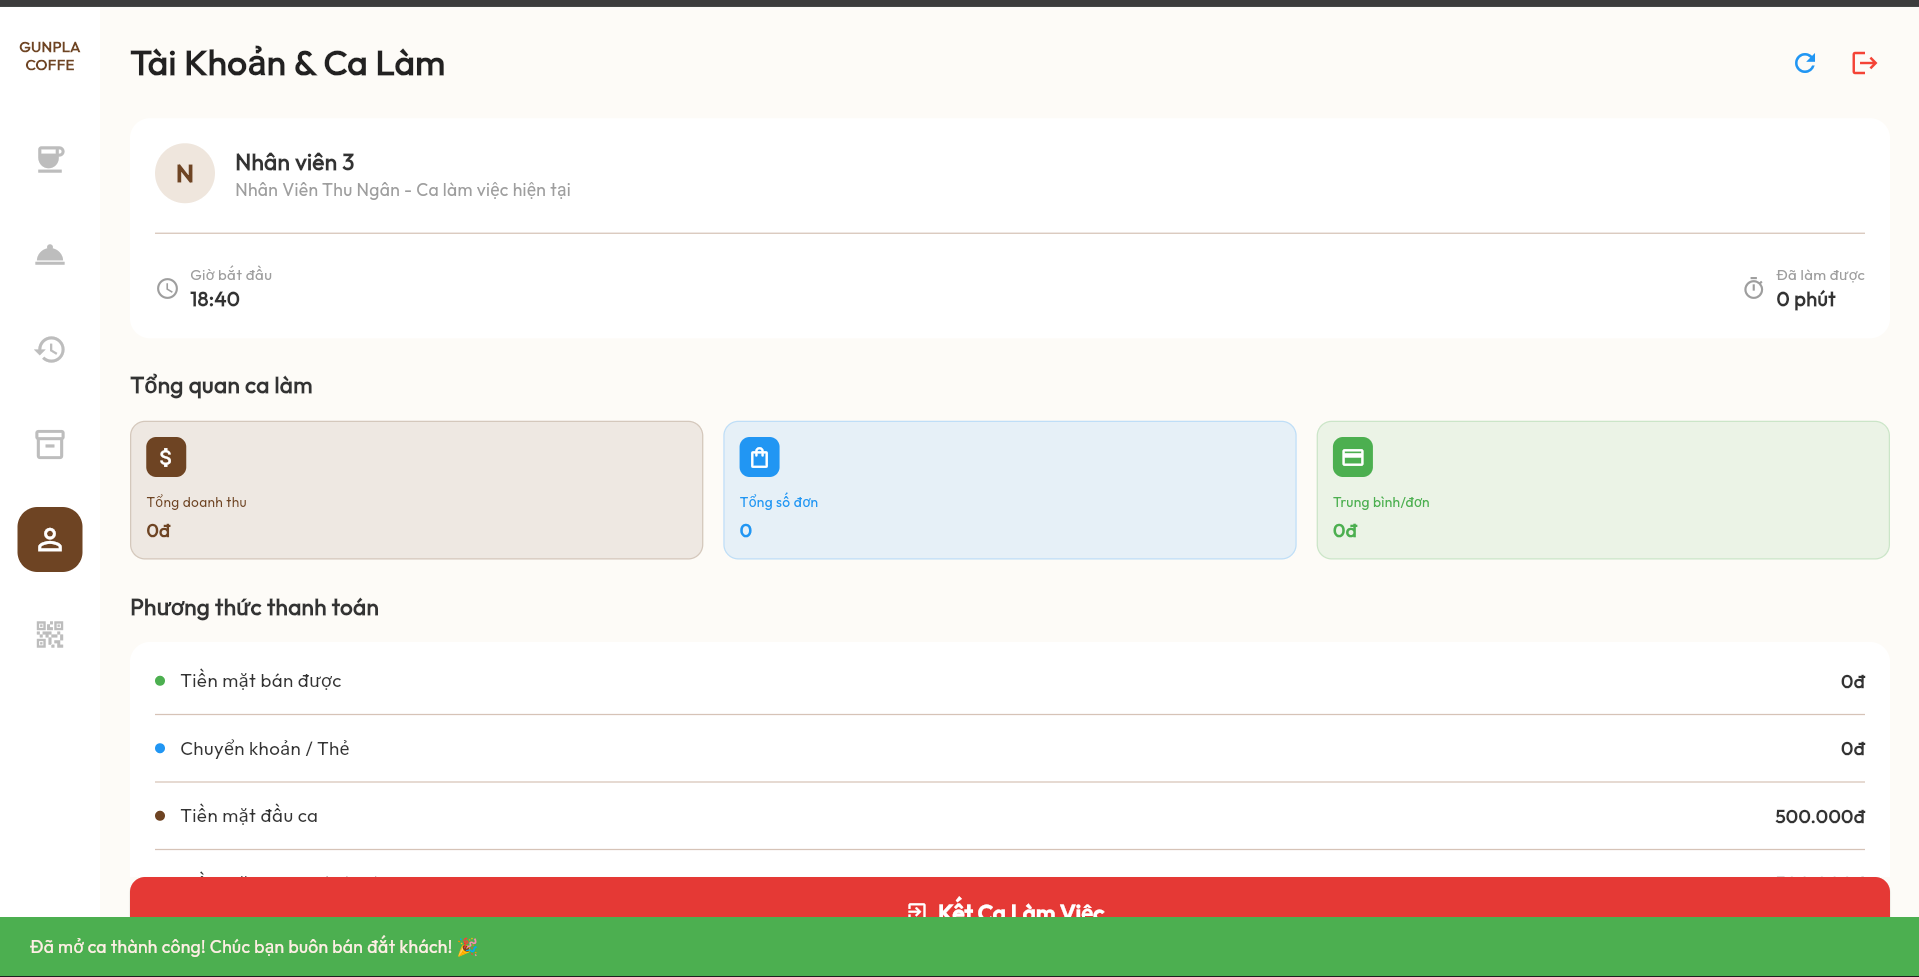 GUNPLA
COFFE
Tài Khoản & Ca Làm
N
Nhân viên 3
Nhân Viên Thu Ngân - Ca làm việc hiện tại
Giờ bắt đầu
18:40
Đã làm được
0 phút
Tổng quan ca làm
Tổng doanh thu
0đ
Tổng số đơn
0
Trung bình/đơn
0đ
Phương thức thanh toán
Tiền mặt bán được
0đ
Chuyển khoản / Thẻ
0đ
Tiền mặt đầu ca
500.000đ
Kết Ca Làm Việc
Đã mở ca thành công! Chúc bạn buôn bán đắt khách! 🎉